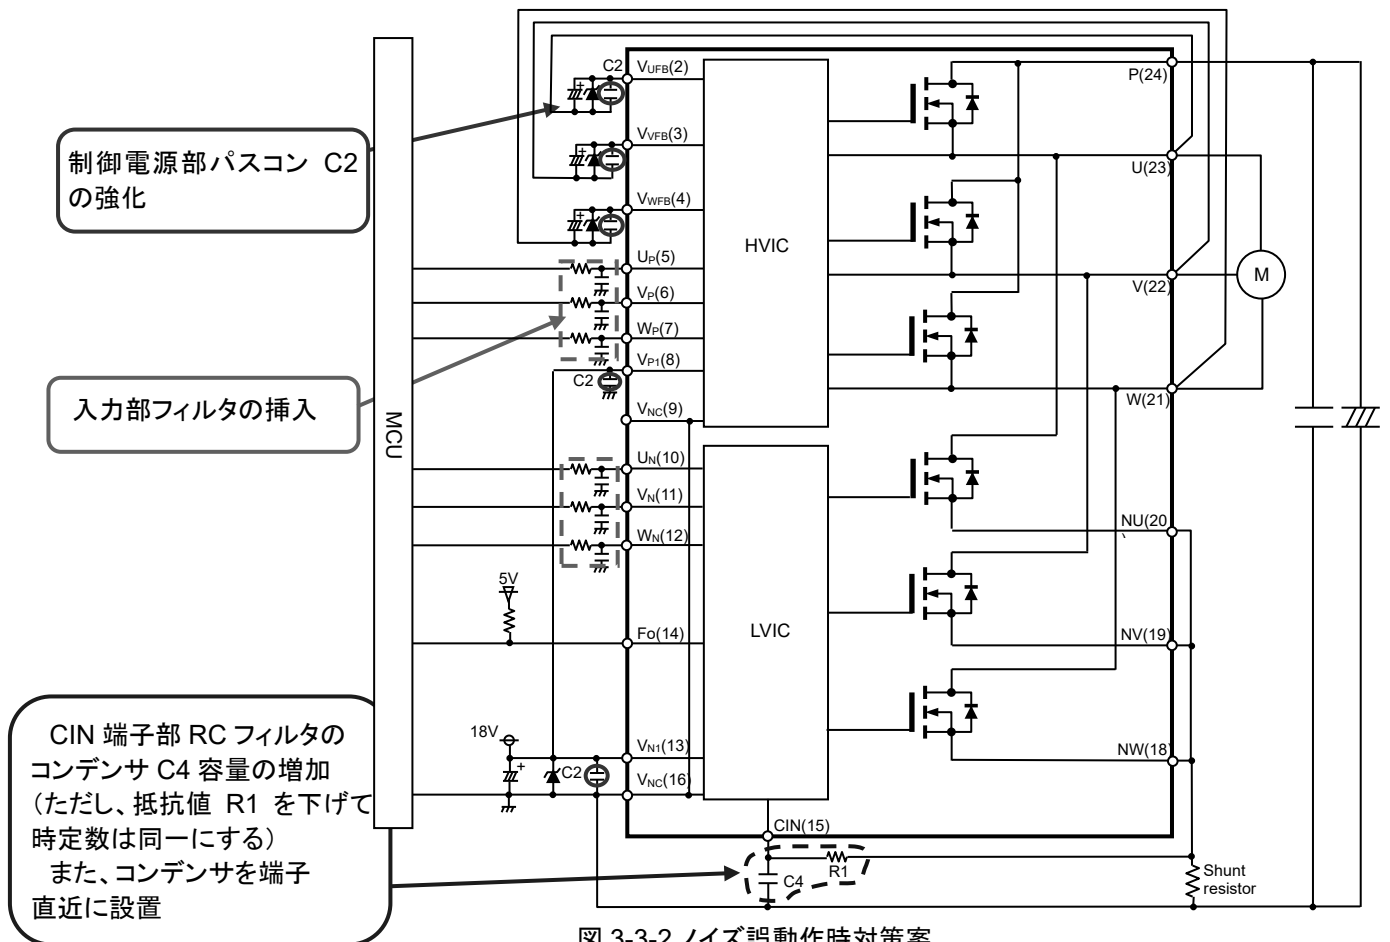 制御電源部パスコン C2
の強化
入力部フィルタの挿入
CIN 端子部 RC フィルタの
コンデンサ C4 容量の増加
（ただし、抵抗値 R1 を下げて
時定数は同一にする）
また、コンデンサを端子
直近に設置
MCU
C2
VUFB(2)
VVFB(3)
VWFB(4)
UP(5)
VP(6)
WP(7)
VP1(8)
C2
VNC(9)
UN(10)
VN(11)
WN(12)
5V
Fo(14)
18V
VN1(13)
C2
VNC(16)
CIN(15)
HVIC
LVIC
P(24)
U(23)
V(22)
W(21)
NU(20
NV(19)
NW(18)
M
R1
C4
Shunt
resistor
図 3-3-2 ノイズ誤動作時対策案